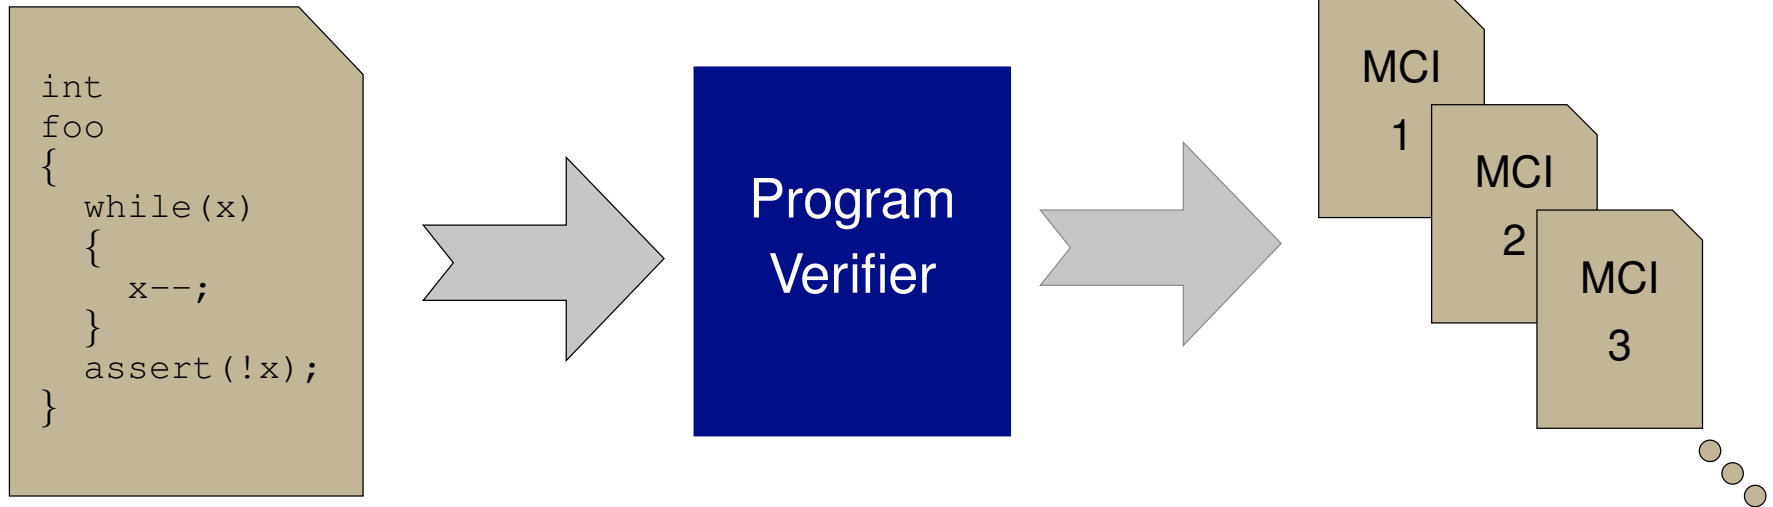 int
foo
{
  while(x)
  {
    x--;
  }
  assert(!x);
}
Program
Verifier
MCI
1
MCI
2
MCI
3